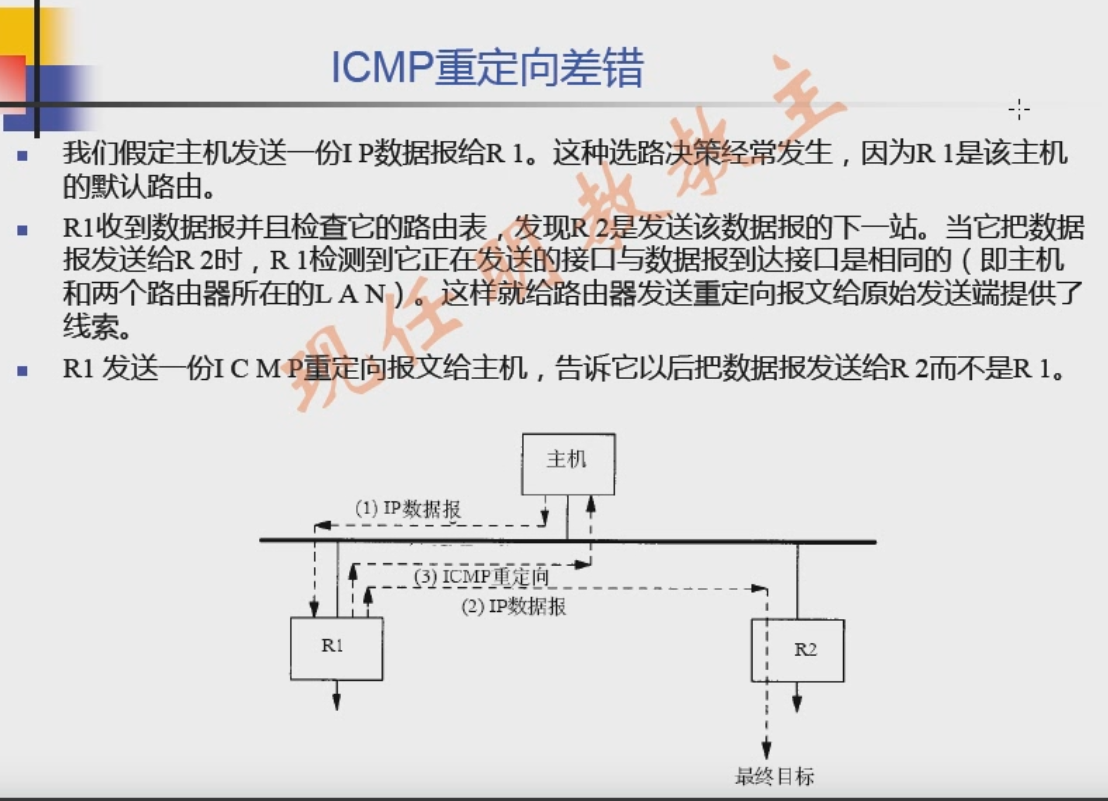 ICMP重定向差错
我们假定主机发送一份I P数据报给R 1。这种选路决策经常发生，因为R 1是该主机
的默认路由。
R1收到数据报并且检查它的路由表，发现R 2是发送该数据报的下一站。当它把数据
报发送给R 2时，R 1检测到它正在发送的接口与数据报到达接口是相同的（即主机
和两个路由器所在的L A N）。这样就给路由器发送重定向报文给原始发送端提供了
线索。
R1 发送一份I C M P重定向报文给主机，告诉它以后把数据报发送给R 2而不是R 1。
现任明教教主
主机
(1) IP数据报
(3) ICMP重定向
(2) IP数据报
R1
R2
最终目标